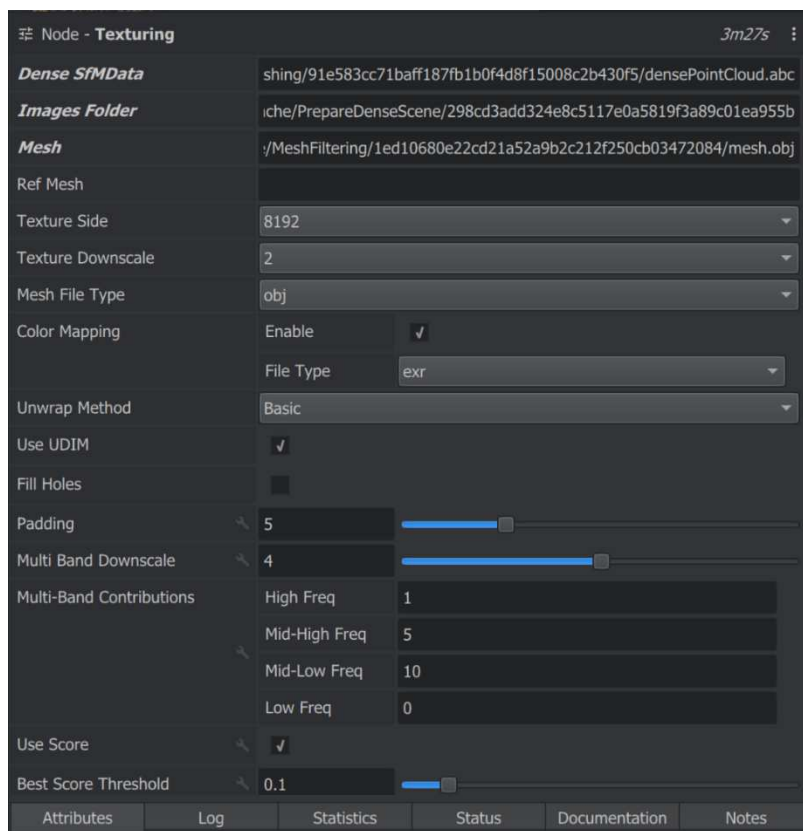 Node - Texturing 3m27s
Dense SfMData shing/91e583cc71baff187fb1b0f4d8f15008c2b430f5/densePointCloud.abc
Images Folder ache/PrepareDenseScene/298cd3add324e8c5117e0a5819f3a89c01ea955b
Mesh /MeshFiltering/1ed10680e22cd21a52a9b2c212f250cb03472084/mesh.obj
Ref Mesh
Texture Side 8192
Texture Downscale 2
Mesh File Type obj
Color Mapping Enable
File Type exr
Unwrap Method Basic
Use UDIM
Fill Holes
Padding 5
Multi Band Downscale 4
Multi-Band Contributions High Freq 1
Mid-High Freq 5
Mid-Low Freq 10
Low Freq 0
Use Score
Best Score Threshold 0.1
Attributes Log Statistics Status Documentation Notes